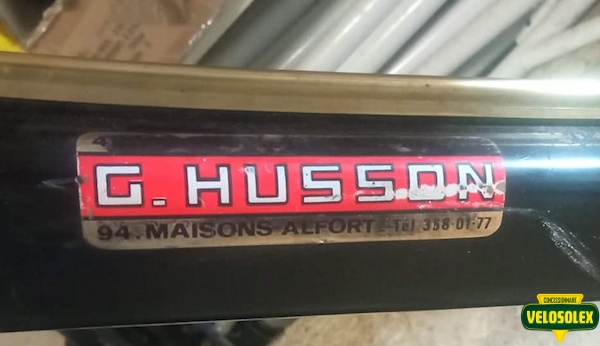 G. HUSSON
94. MAISONS ALFORT - Tél 358-01-77
CONCESSIONNAIRE
VELOSOLEX